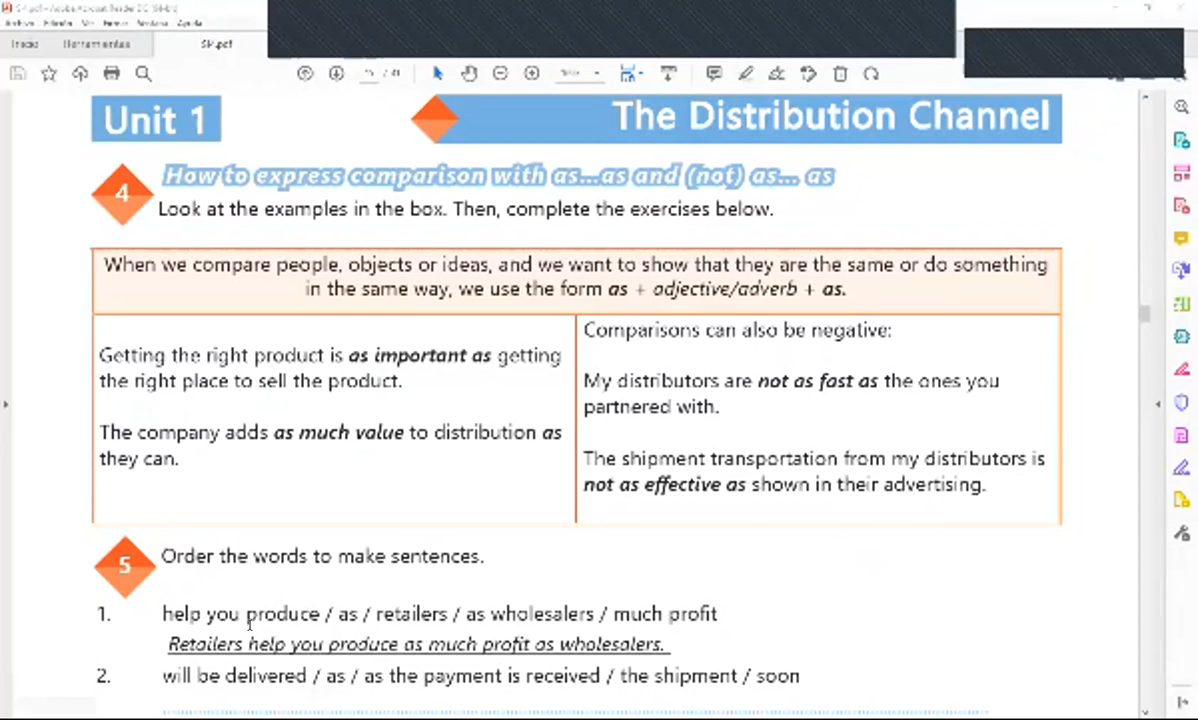 Inicio Herramientas SM.pdf
Unit 1 The Distribution Channel
4 How to express comparison with as...as and (not) as... as
Look at the examples in the box. Then, complete the exercises below.
When we compare people, objects or ideas, and we want to show that they are the same or do something
in the same way, we use the form as + adjective/adverb + as.
Getting the right product is as important as getting
the right place to sell the product.
The company adds as much value to distribution as
they can.
Comparisons can also be negative:
My distributors are not as fast as the ones you
partnered with.
The shipment transportation from my distributors is
not as effective as shown in their advertising.
5 Order the words to make sentences.
1. help you produce / as / retailers / as wholesalers / much profit
Retailers help you produce as much profit as wholesalers.
2. will be delivered / as / as the payment is received / the shipment / soon